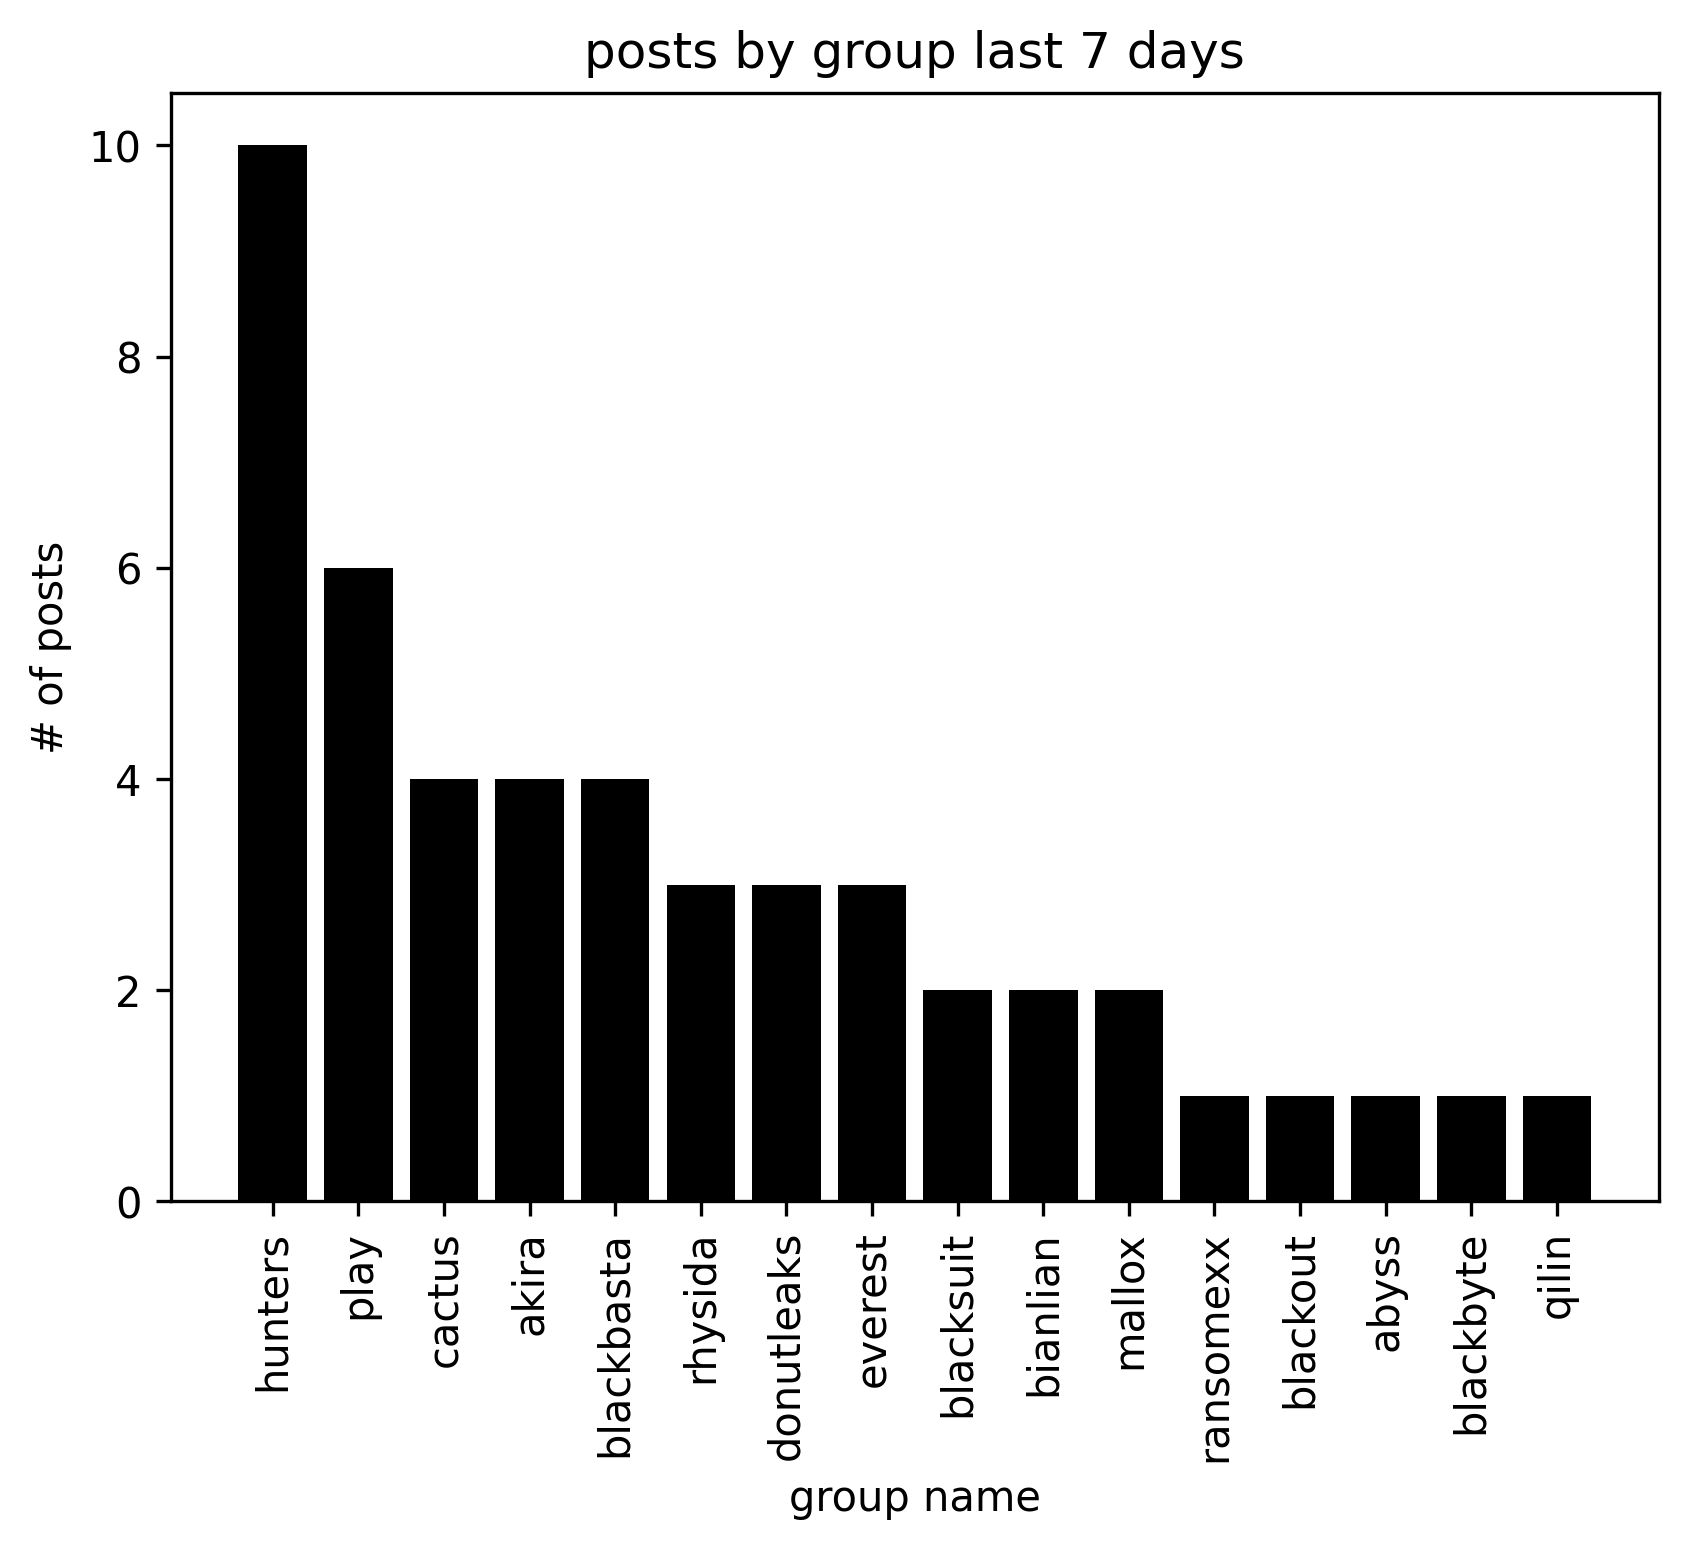 posts by group last 7 days
10
8
6
4
2
0
# of posts
hunters
play
cactus
akira
blackbasta
rhysida
donutleaks
everest
blacksuit
bianlian
mallox
ransomexx
blackout
abyss
blackbyte
qilin
group name